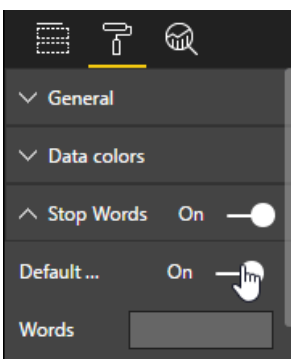 General
Data colors
Stop Words On
Default ... On
Words